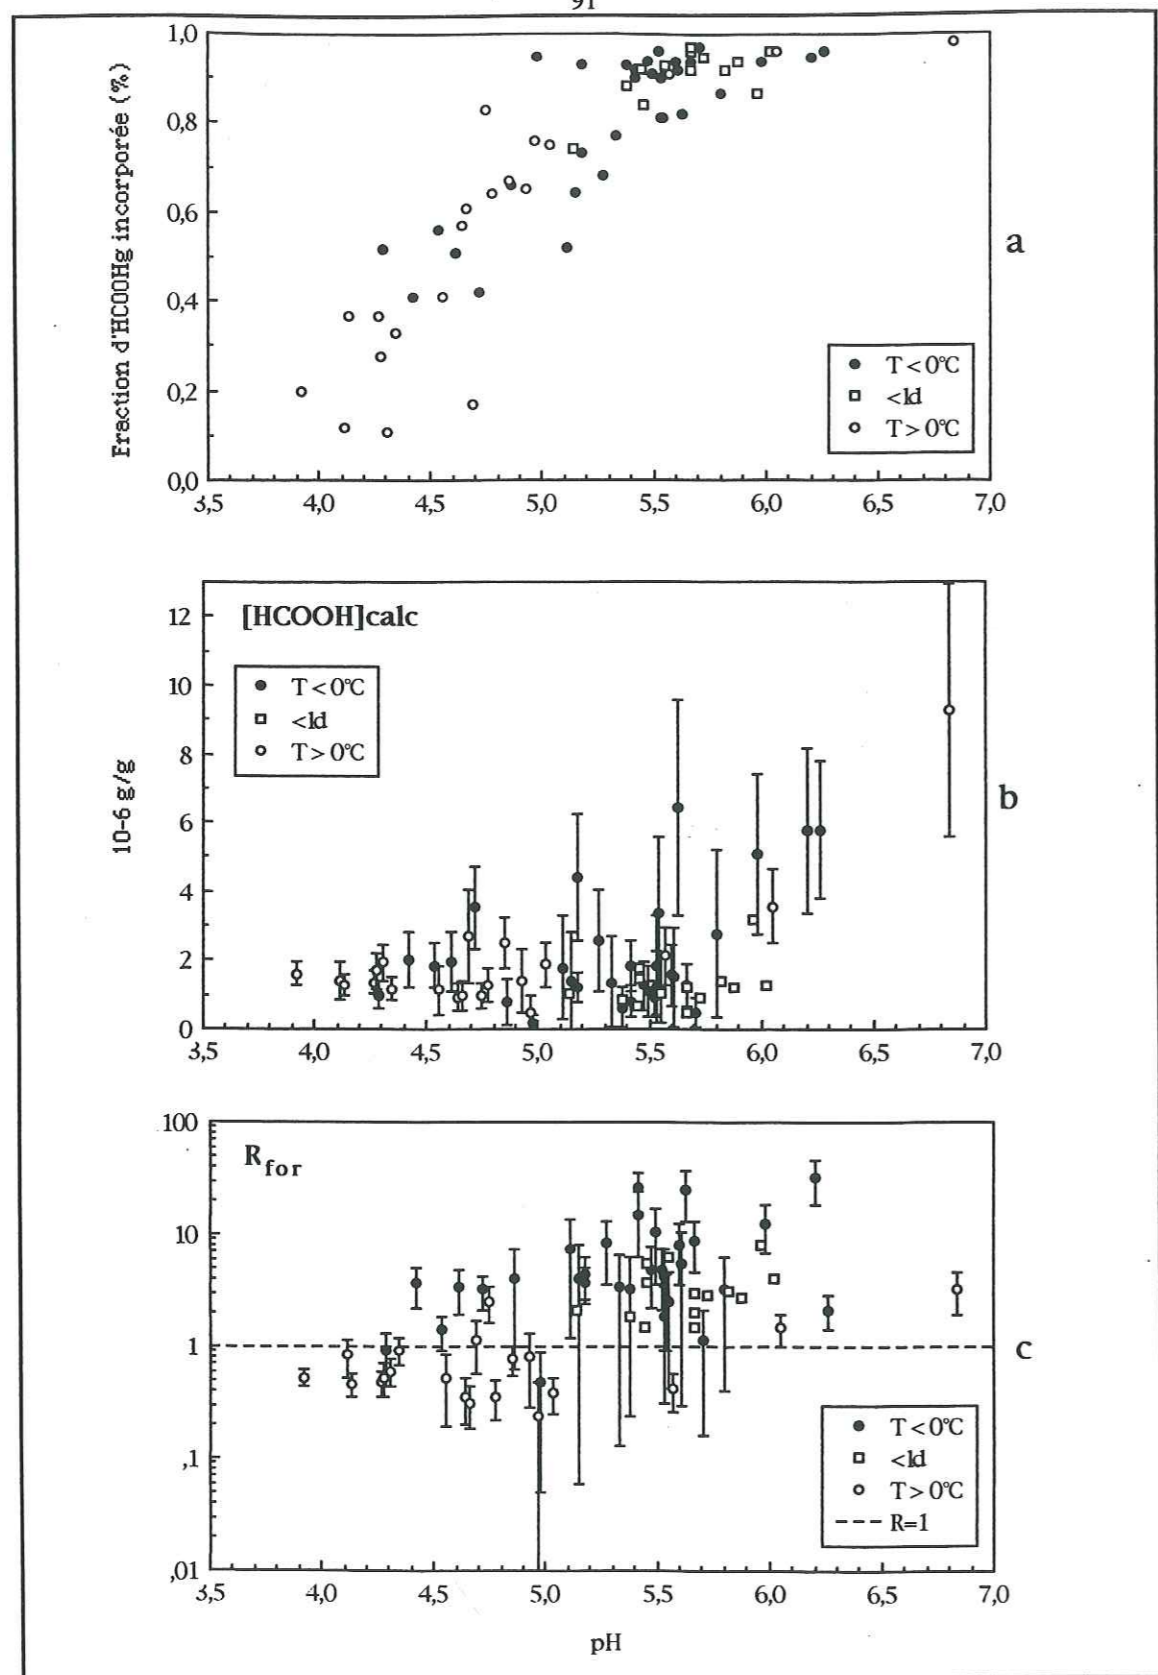 91
1,0
0,8
0,6
0,4
0,2
0,0
Fraction d'HCOOHg incorporée (%)
T<0°C
<ld
T>0°C
a
3,5 4,0 4,5 5,0 5,5 6,0 6,5 7,0
[HCOOH]calc
12
10
8
6
4
2
0
10-6 g/g
T<0°C
<ld
T>0°C
b
3,5 4,0 4,5 5,0 5,5 6,0 6,5 7,0
R for
100
10
1
,1
,01
c
T<0°C
<ld
T>0°C
R=1
3,5 4,0 4,5 5,0 5,5 6,0 6,5 7,0
pH